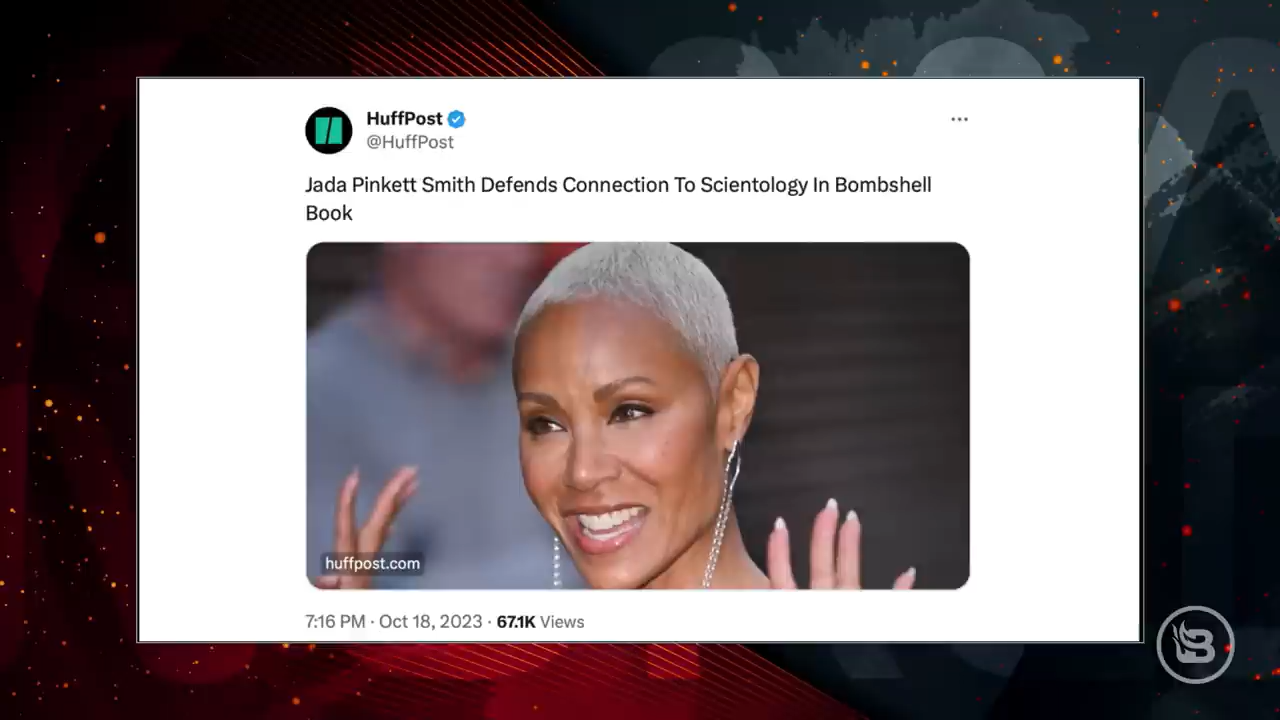 HuffPost
@HuffPost
Jada Pinkett Smith Defends Connection To Scientology In Bombshell
Book
huffpost.com
7:16 PM · Oct 18, 2023 · 67.1K Views
B